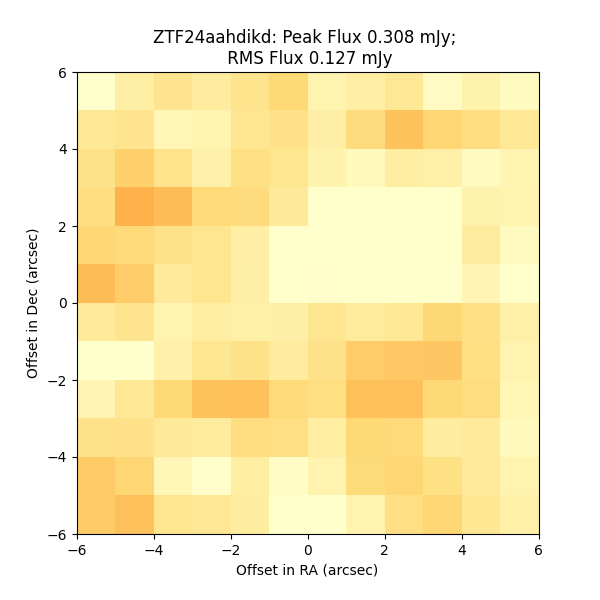 ZTF24aahdikd: Peak Flux 0.308 mJy;
RMS Flux 0.127 mJy
6
4
2
0
−2
−4
−6
Offset in Dec (arcsec)
−6 −4 −2 0 2 4 6
Offset in RA (arcsec)